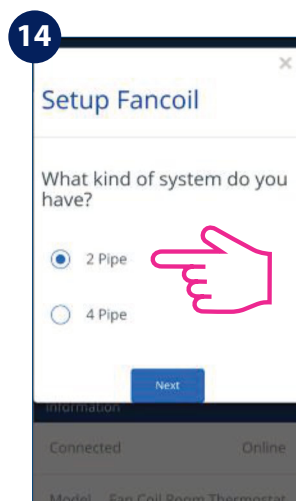 14
×
Setup Fancoil
What kind of system do you
have?
2 Pipe
4 Pipe
Next
Information
Connected Online
Model Fan Coil Room Thermostat